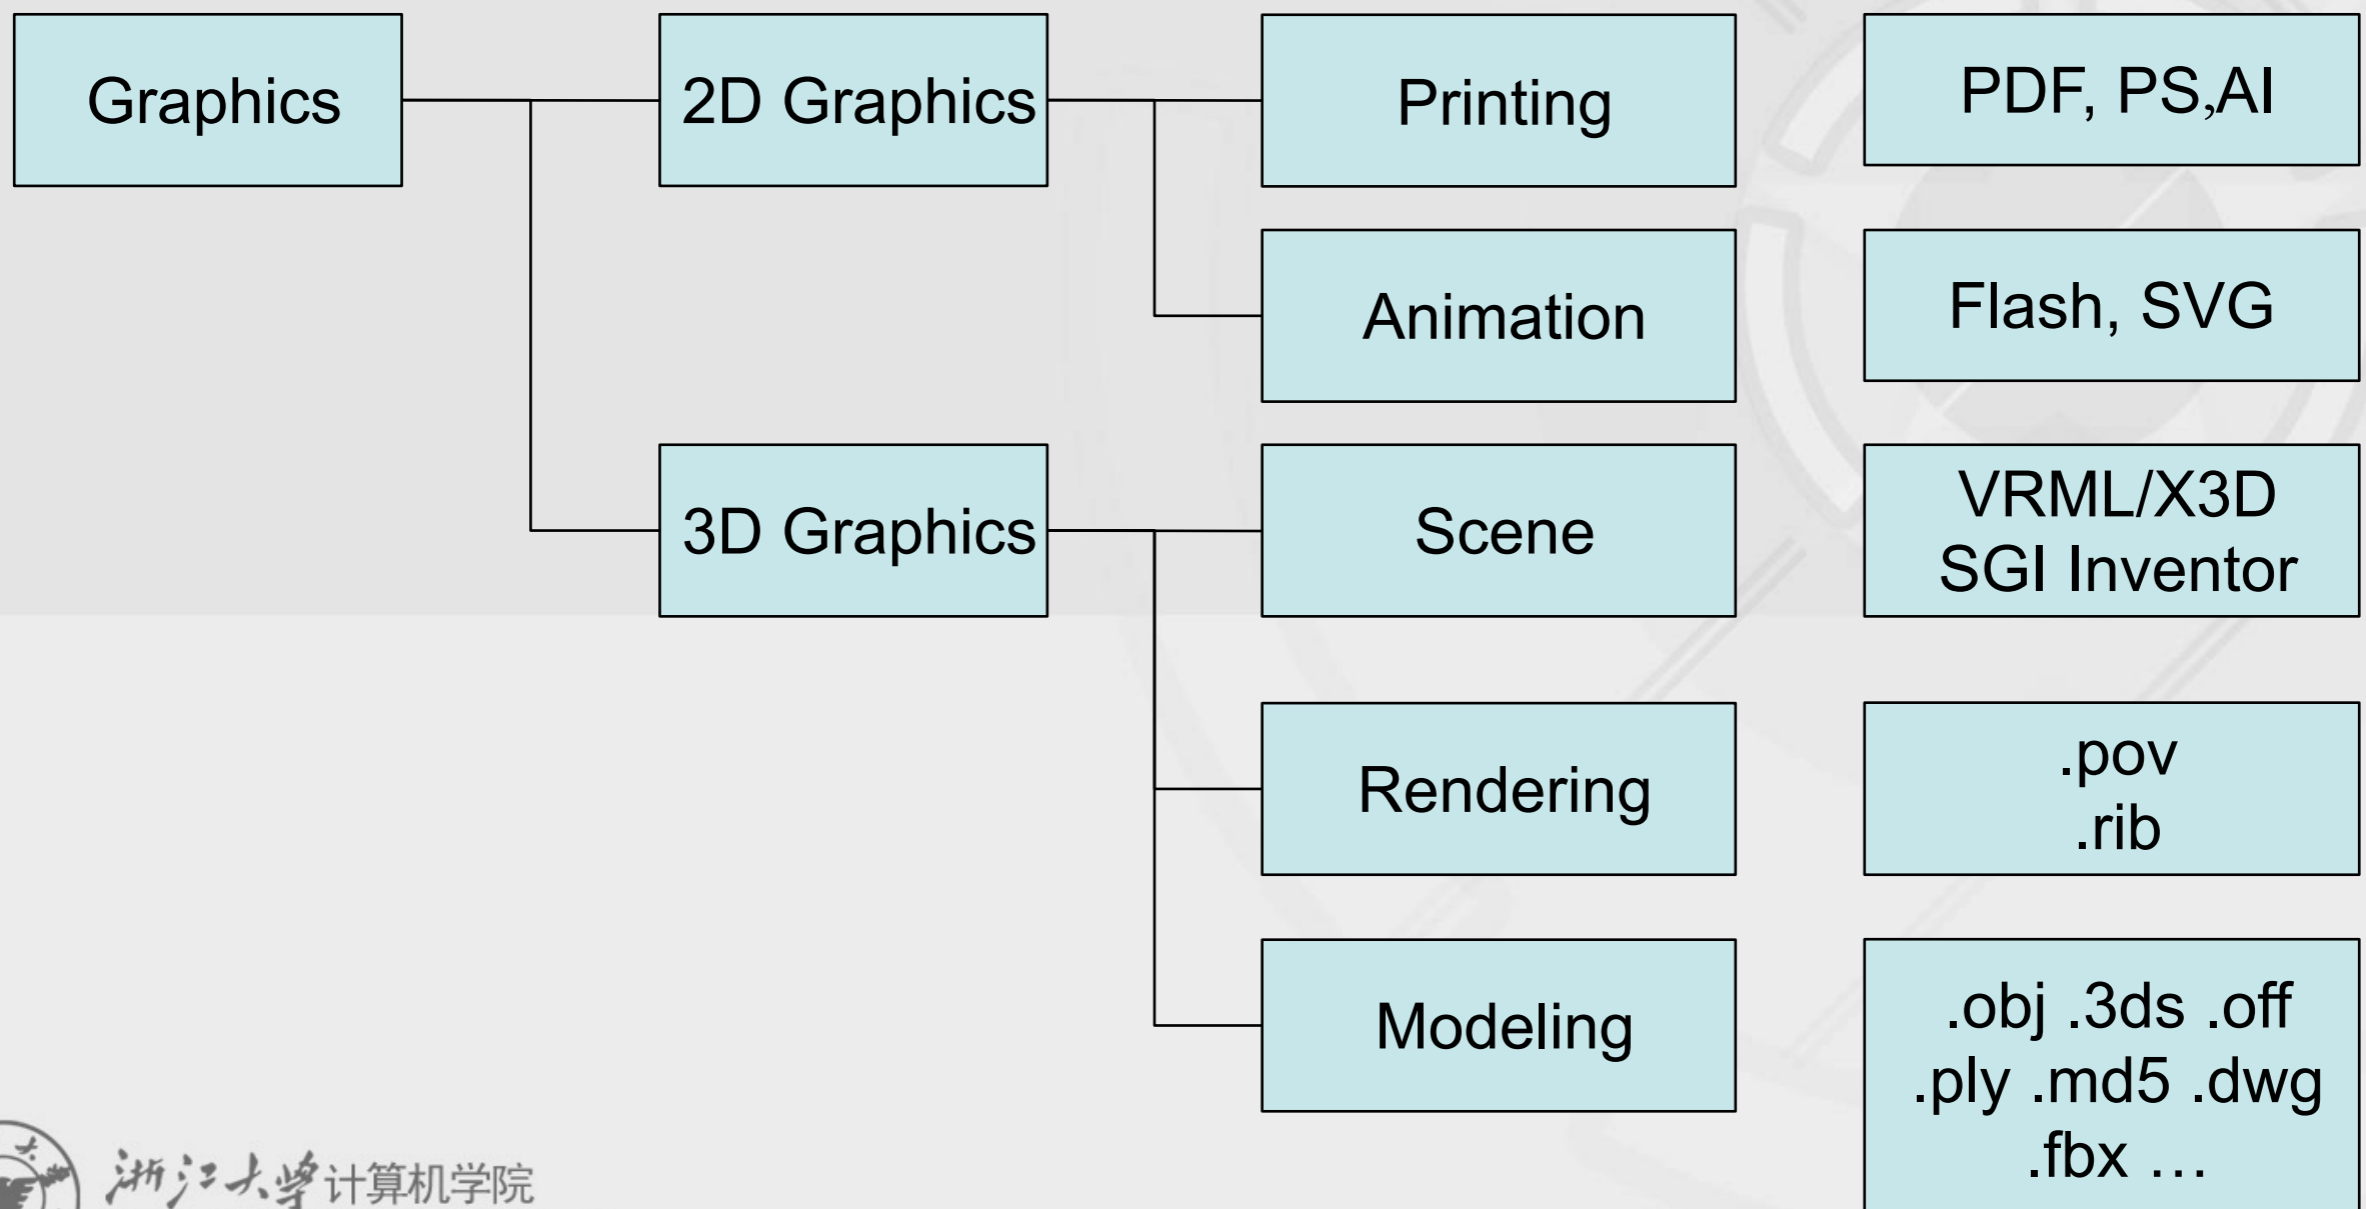 Graphics
2D Graphics
Printing
PDF, PS,AI
Animation
Flash, SVG
3D Graphics
Scene
VRML/X3D
SGI Inventor
Rendering
.pov
.rib
Modeling
.obj .3ds .off
.ply .md5 .dwg
.fbx …
浙江大学计算机学院